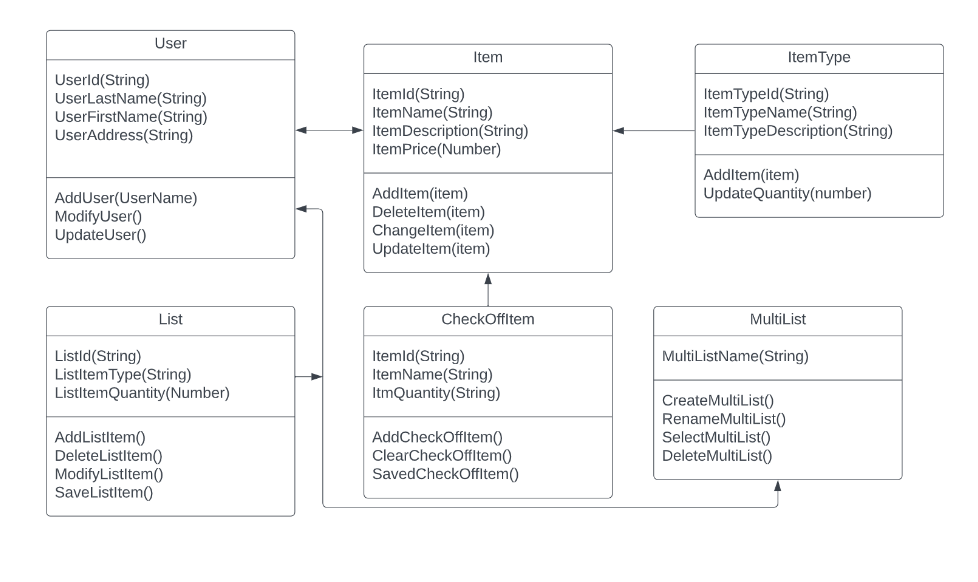 User
UserId(String)
UserLastName(String)
UserFirstName(String)
UserAddress(String)
AddUser(UserName)
ModifyUser()
UpdateUser()
Item
ItemId(String)
ItemName(String)
ItemDescription(String)
ItemPrice(Number)
AddItem(item)
DeleteItem(item)
ChangeItem(item)
UpdateItem(item)
ItemType
ItemTypeId(String)
ItemTypeName(String)
ItemTypeDescription(String)
AddItem(item)
UpdateQuantity(number)
List
ListId(String)
ListItemType(String)
ListItemQuantity(Number)
AddListItem()
DeleteListItem()
ModifyListItem()
SaveListItem()
CheckOffItem
ItemId(String)
ItemName(String)
ItmQuantity(String)
AddCheckOffItem()
ClearCheckOffItem()
SavedCheckOffItem()
MultiList
MultiListName(String)
CreateMultiList()
RenameMultiList()
SelectMultiList()
DeleteMultiList()